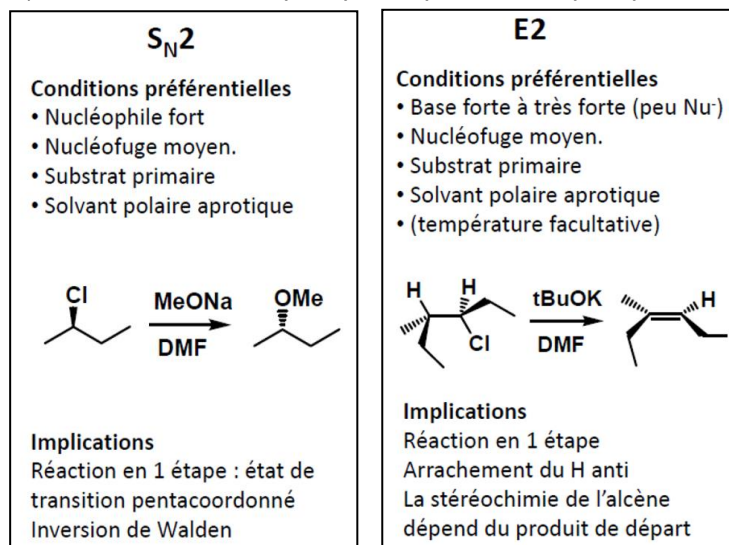 S_N2
Conditions préférentielles
• Nucléophile fort
• Nucléofuge moyen.
• Substrat primaire
• Solvant polaire aprotique
Cl
MeONa
DMF
OMe
Implications
Réaction en 1 étape : état de
transition pentacoordonné
Inversion de Walden
E2
Conditions préférentielles
• Base forte à très forte (peu Nu⁻)
• Nucléofuge moyen.
• Substrat primaire
• Solvant polaire aprotique
• (température facultative)
H
H
Cl
tBuOK
DMF
H
Implications
Réaction en 1 étape
Arrachement du H anti
La stéréochimie de l'alcène
dépend du produit de départ